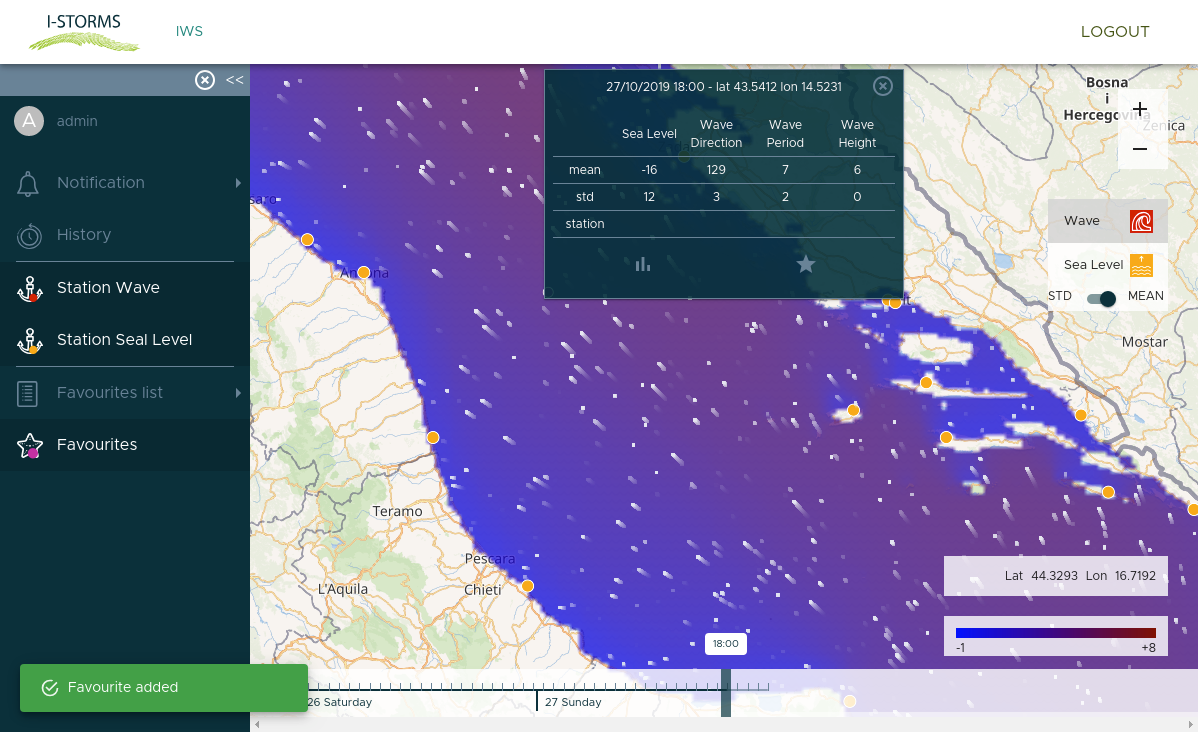 I-STORMS
IWS
LOGOUT
<<
A
admin
Notification
History
Station Wave
Station Seal Level
Favourites list
Favourites
Favourite added
27/10/2019 18:00 - lat 43.5412 lon 14.5231
Sea Level Wave Direction Wave Period Wave Height
mean -16 129 7 6
std 12 3 2 0
station
Bosna
i
Hercegovina
Zenica
+
−
Wave
Sea Level
STD MEAN
Mostar
Ancona
Teramo
Pescara
L'Aquila
Chieti
Lat 44.3293 Lon 16.7192
-1 +8
18:00
26 Saturday
27 Sunday